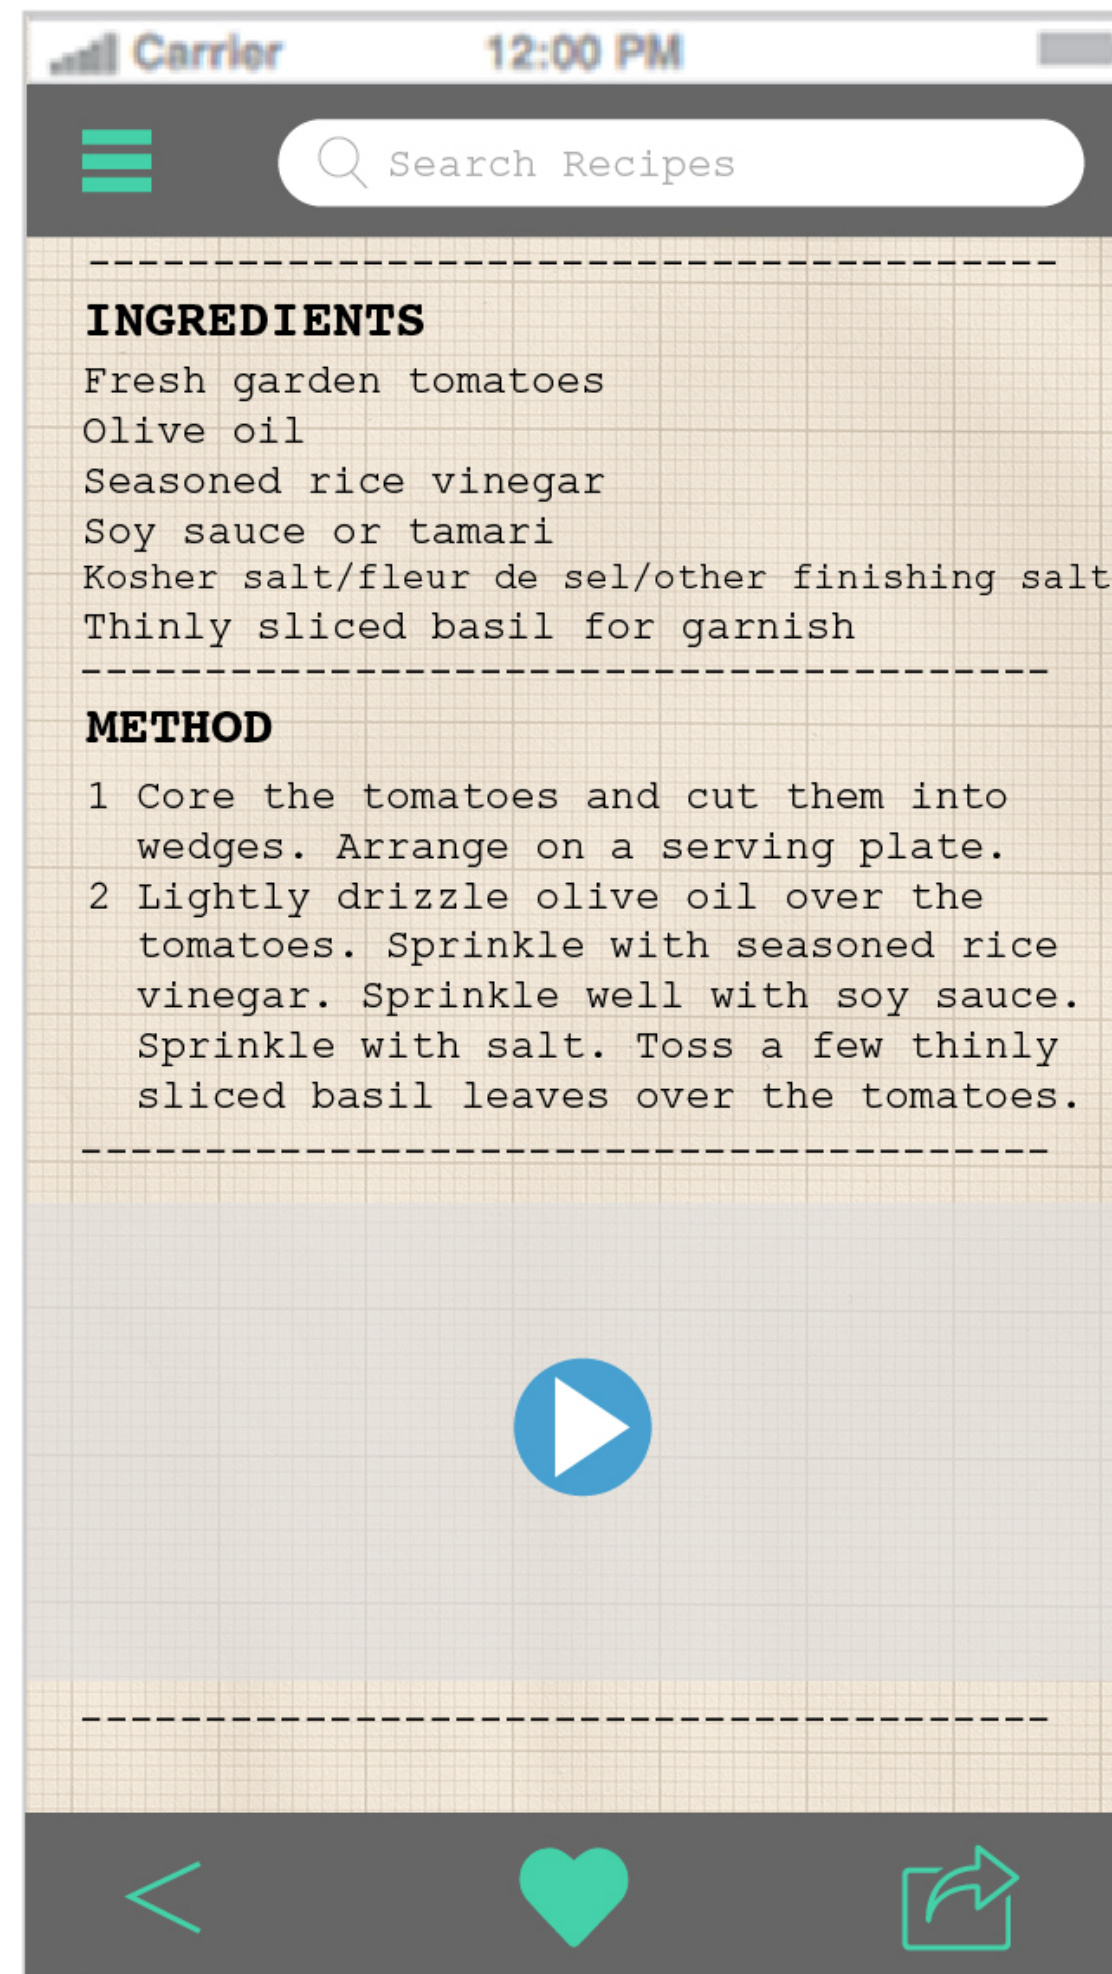 Carrier 12:00 PM
Search Recipes
INGREDIENTS
Fresh garden tomatoes
Olive oil
Seasoned rice vinegar
Soy sauce or tamari
Kosher salt/fleur de sel/other finishing salt
Thinly sliced basil for garnish
METHOD
1 Core the tomatoes and cut them into
wedges. Arrange on a serving plate.
2 Lightly drizzle olive oil over the
tomatoes. Sprinkle with seasoned rice
vinegar. Sprinkle well with soy sauce.
Sprinkle with salt. Toss a few thinly
sliced basil leaves over the tomatoes.